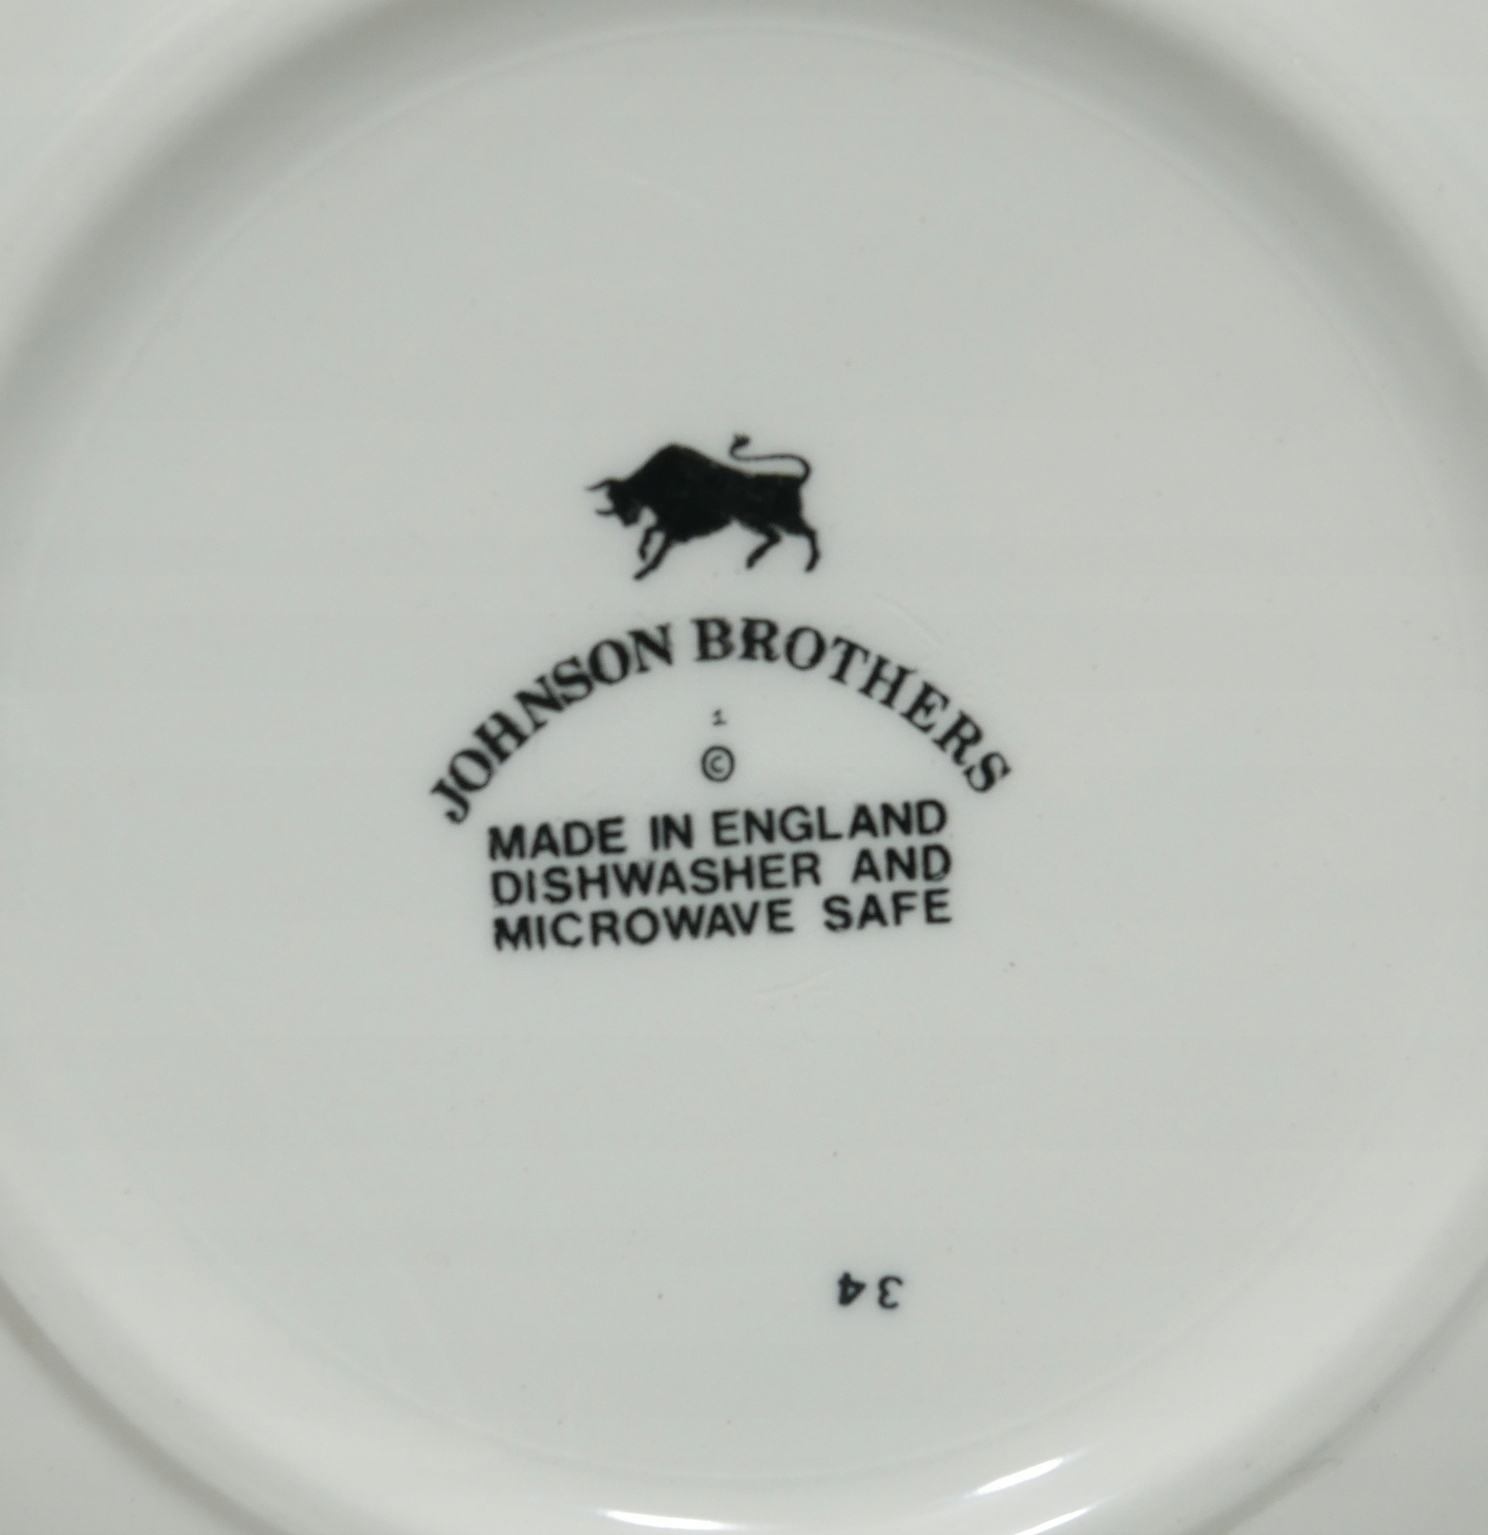 JOHNSON BROTHERS
1
©
MADE IN ENGLAND
DISHWASHER AND
MICROWAVE SAFE
34